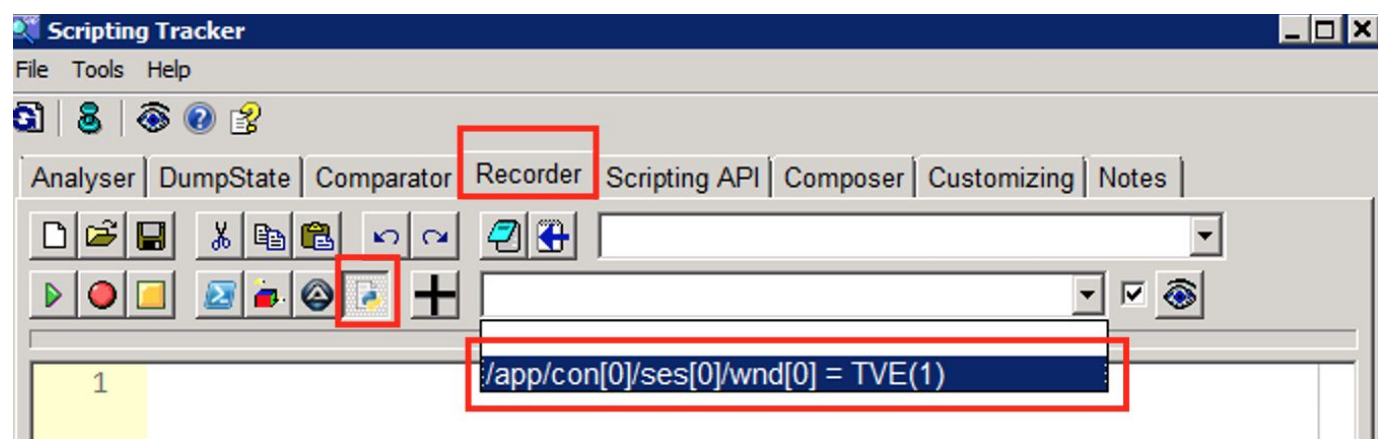 Scripting Tracker
File Tools Help
Analyser DumpState Comparator Recorder Scripting API Composer Customizing Notes
/app/con[0]/ses[0]/wnd[0] = TVE(1)
1